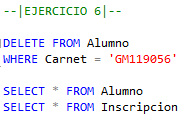 --|EJERCICIO 6|--
DELETE FROM Alumno
WHERE Carnet = 'GM119056'
SELECT * FROM Alumno
SELECT * FROM Inscripcion